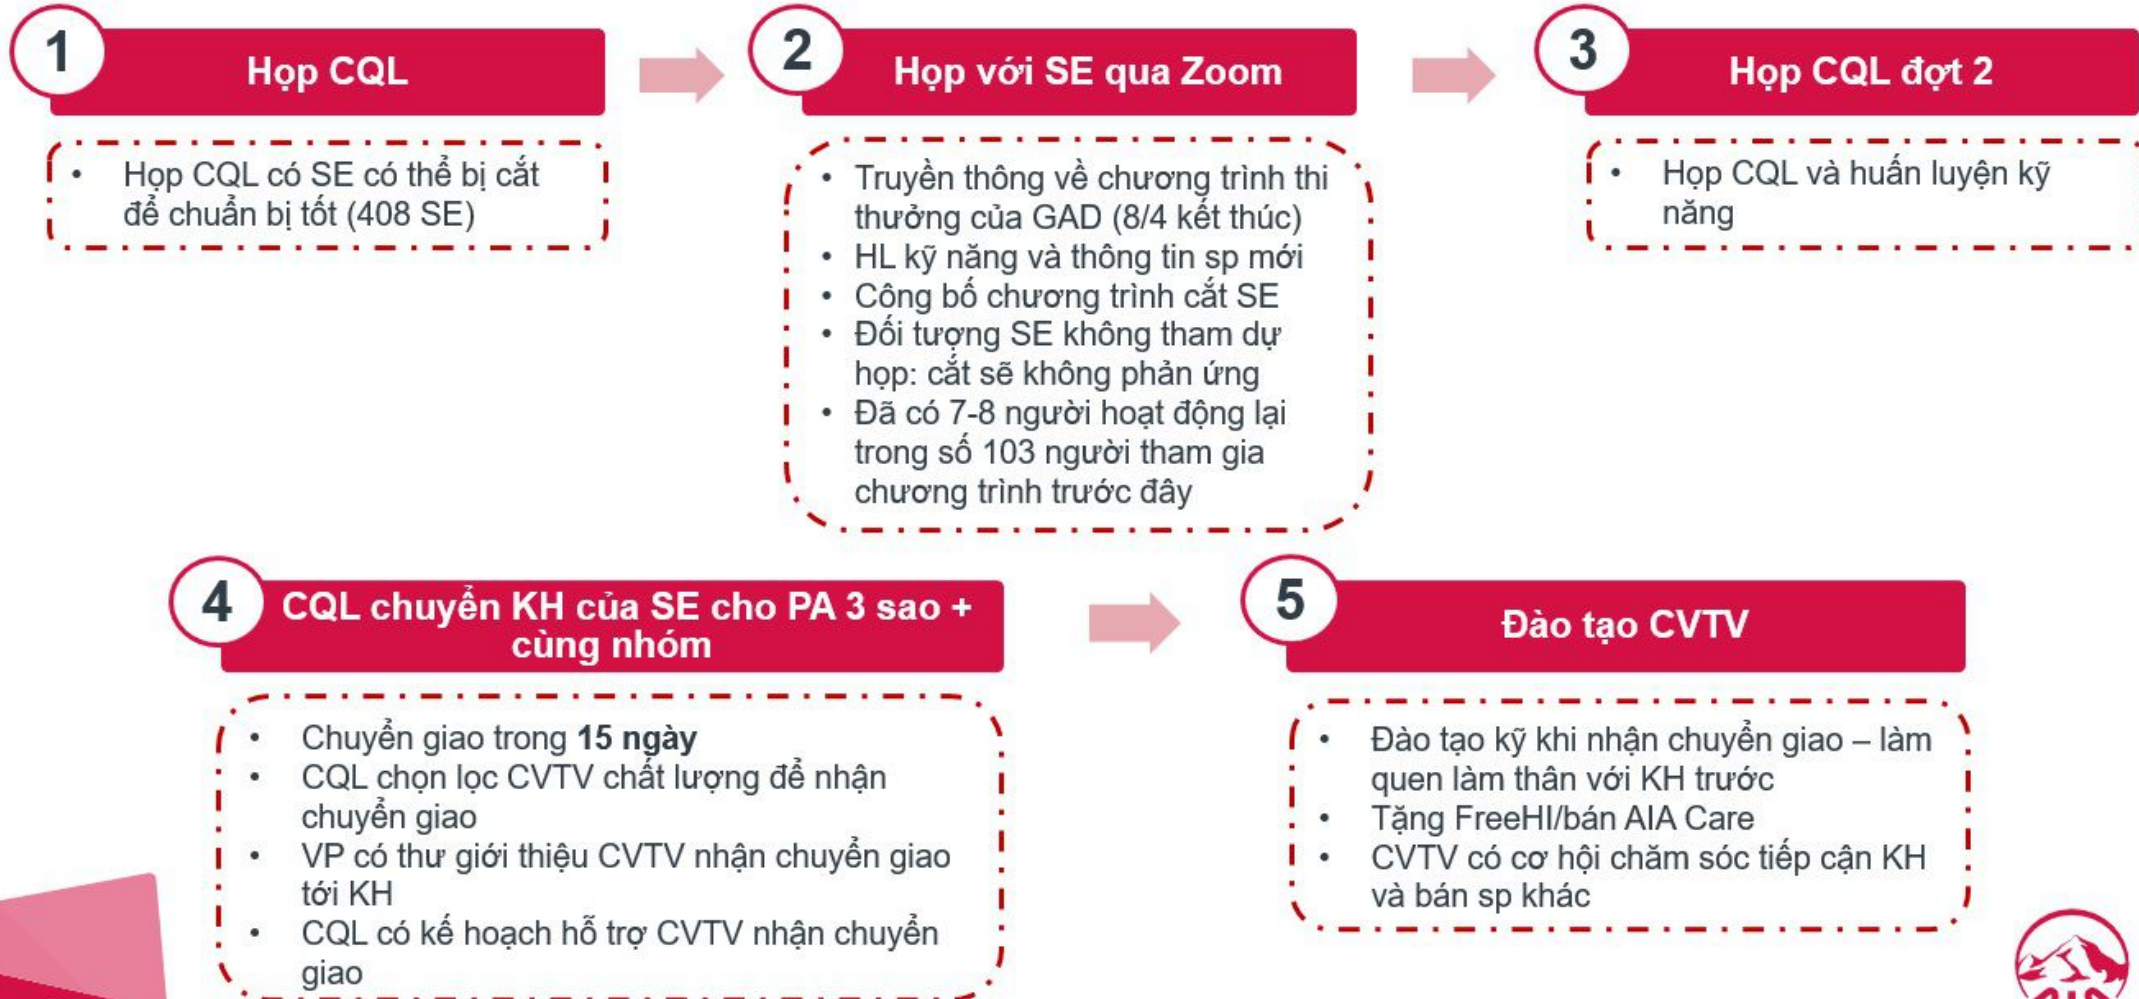 1
Họp CQL
• Họp CQL có SE có thể bị cắt
để chuẩn bị tốt (408 SE)
2
Họp với SE qua Zoom
• Truyền thông về chương trình thi
thưởng của GAD (8/4 kết thúc)
• HL kỹ năng và thông tin sp mới
• Công bố chương trình cắt SE
• Đối tượng SE không tham dự
họp: cắt sẽ không phản ứng
• Đã có 7-8 người hoạt động lại
trong số 103 người tham gia
chương trình trước đây
3
Họp CQL đợt 2
• Họp CQL và huấn luyện kỹ
năng
4
CQL chuyển KH của SE cho PA 3 sao +
cùng nhóm
• Chuyển giao trong 15 ngày
• CQL chọn lọc CVTV chất lượng để nhận
chuyển giao
• VP có thư giới thiệu CVTV nhận chuyển giao
tới KH
• CQL có kế hoạch hỗ trợ CVTV nhận chuyển
giao
5
Đào tạo CVTV
• Đào tạo kỹ khi nhận chuyển giao – làm
quen làm thân với KH trước
• Tặng FreeHI/bán AIA Care
• CVTV có cơ hội chăm sóc tiếp cận KH
và bán sp khác
AIA